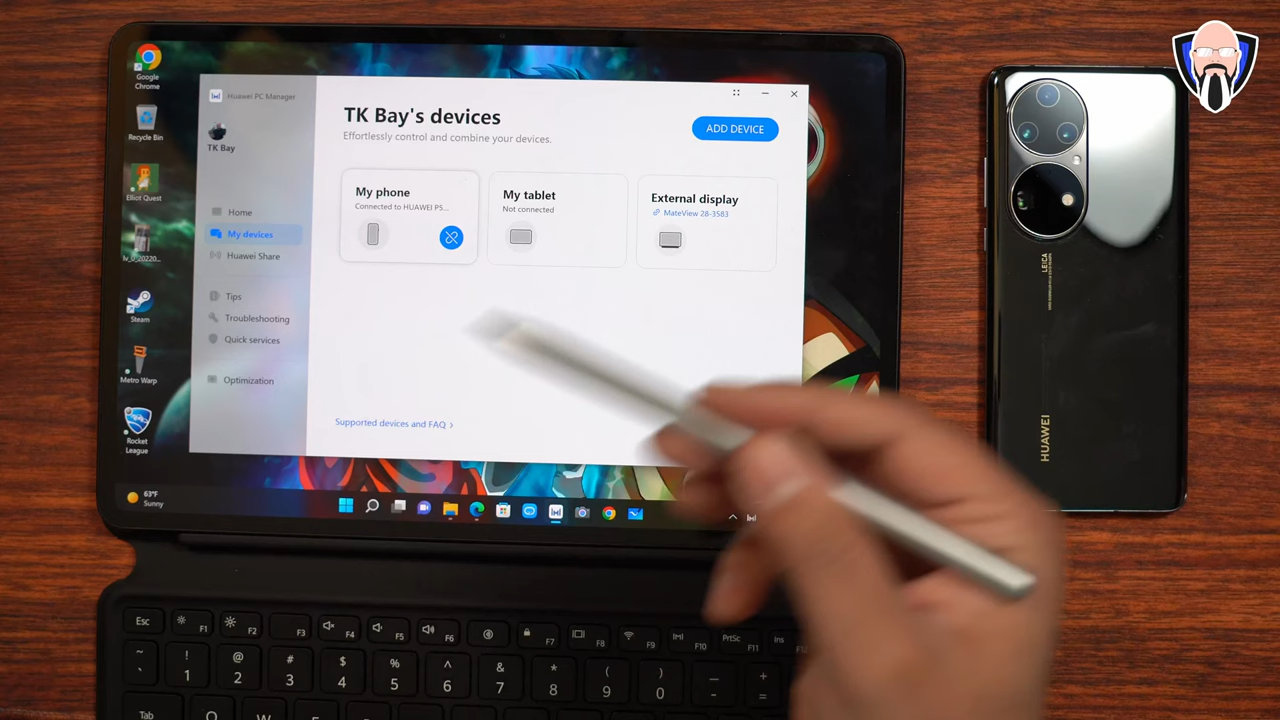 Google
Chrome
Recycle Bin
Elliot Quest
lv_0_20220...
Steam
Metro Warp
Rocket
League
63°F
Sunny
Huawei PC Manager
TK Bay
Home
My devices
Huawei Share
Tips
Troubleshooting
Quick services
Optimization
TK Bay's devices
Effortlessly control and combine your devices.
ADD DEVICE
My phone
Connected to HUAWEI P5...
My tablet
Not connected
External display
MateView 28-3583
Supported devices and FAQ >
LEICA
HUAWEI
Esc
F1
F2
F3
F4
F5
F6
F7
F8
F9
F10
PrtSc
F11
Ins
~
`
! 1
@ 2
# 3
$ 4
% 5
^ 6
& 7
* 8
( 9
) 0
_ -
+ =
Tab